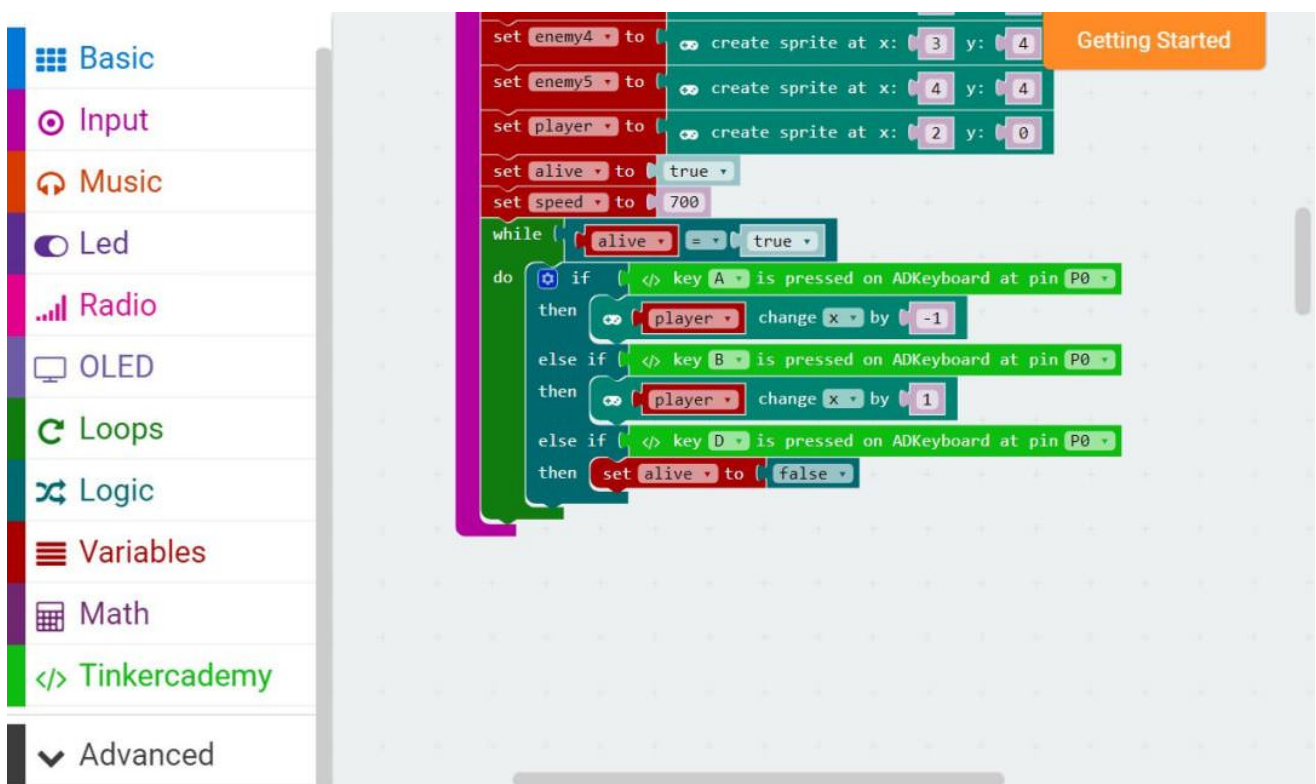 Basic
Input
Music
Led
Radio
OLED
Loops
Logic
Variables
Math
</> Tinkercademy
Advanced
set enemy4 to create sprite at x: 3 y: 4
Getting Started
set enemy5 to create sprite at x: 4 y: 4
set player to create sprite at x: 2 y: 0
set alive to true
set speed to 700
while alive = true
do if </> key A is pressed on ADKeyboard at pin P0
then player change x by -1
else if </> key B is pressed on ADKeyboard at pin P0
then player change x by 1
else if </> key D is pressed on ADKeyboard at pin P0
then set alive to false